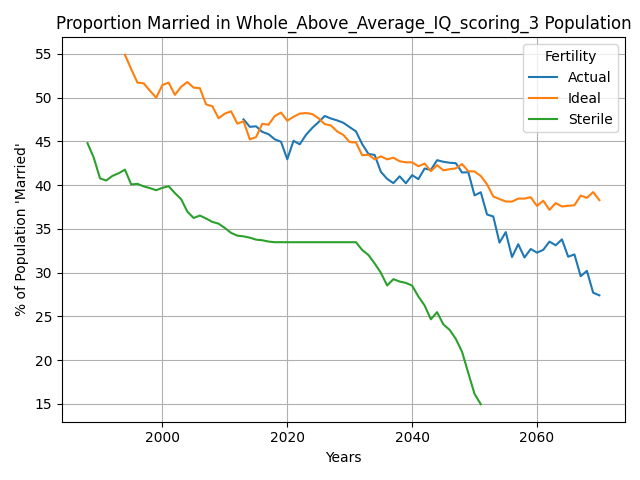 Proportion Married in Whole_Above_Average_IQ_scoring_3 Population
% of Population 'Married'
55
50
45
40
35
30
25
20
15
Fertility
Actual
Ideal
Sterile
2000
2020
2040
2060
Years